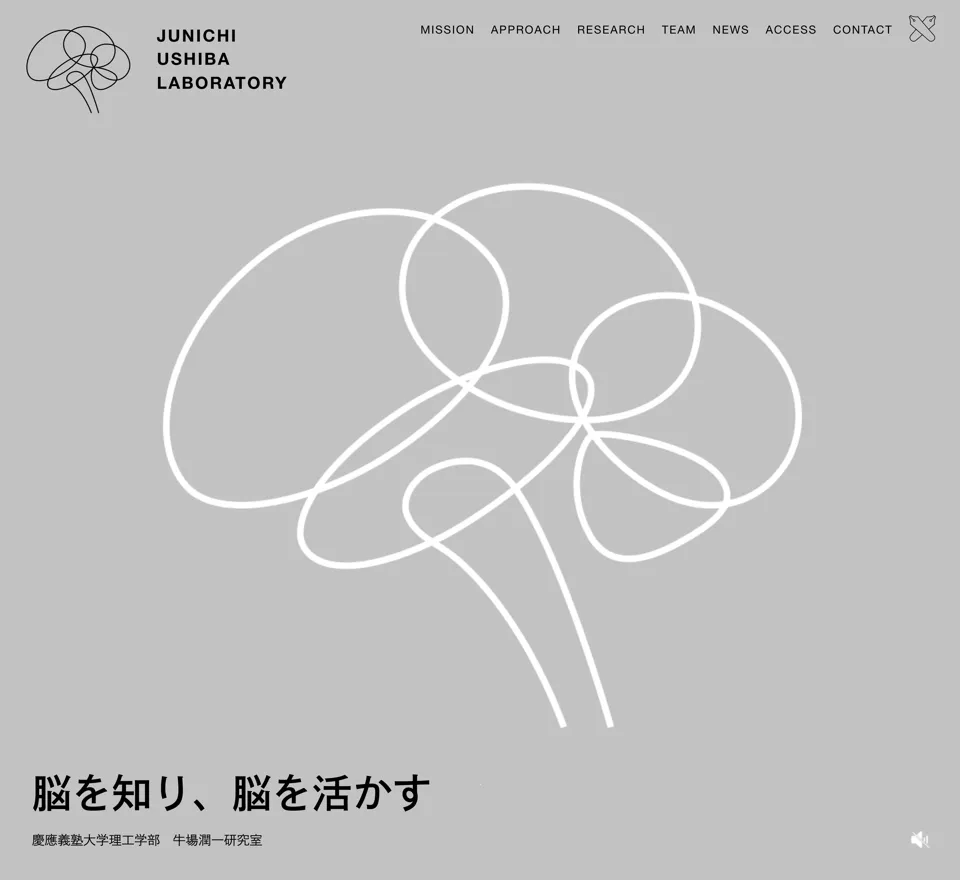 JUNICHI
USHIBA
LABORATORY
MISSION APPROACH RESEARCH TEAM NEWS ACCESS CONTACT
脳を知り、脳を活かす
慶應義塾大学理工学部 牛場潤一研究室